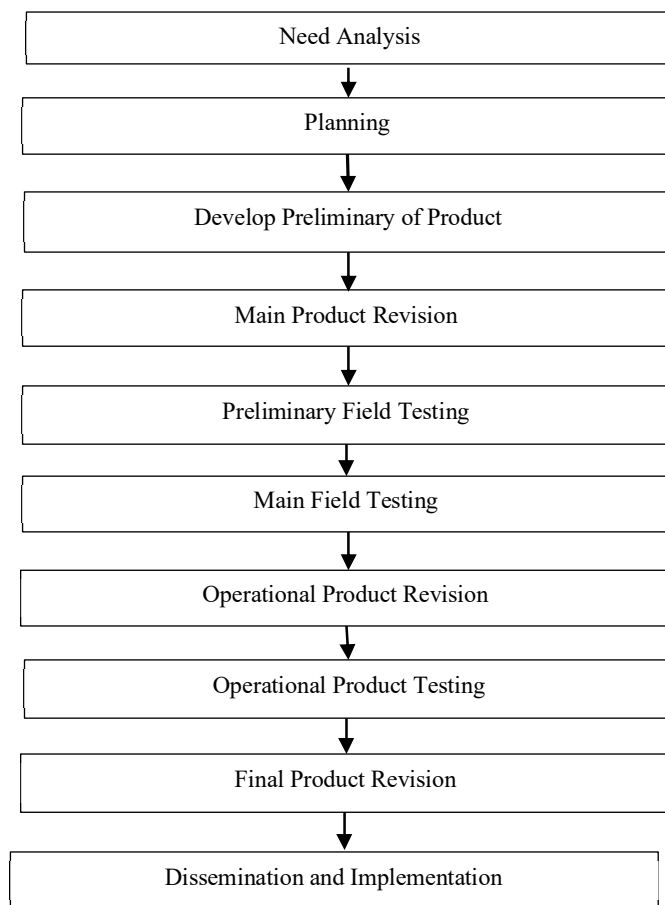 Need Analysis
Planning
Develop Preliminary of Product
Main Product Revision
Preliminary Field Testing
Main Field Testing
Operational Product Revision
Operational Product Testing
Final Product Revision
Dissemination and Implementation